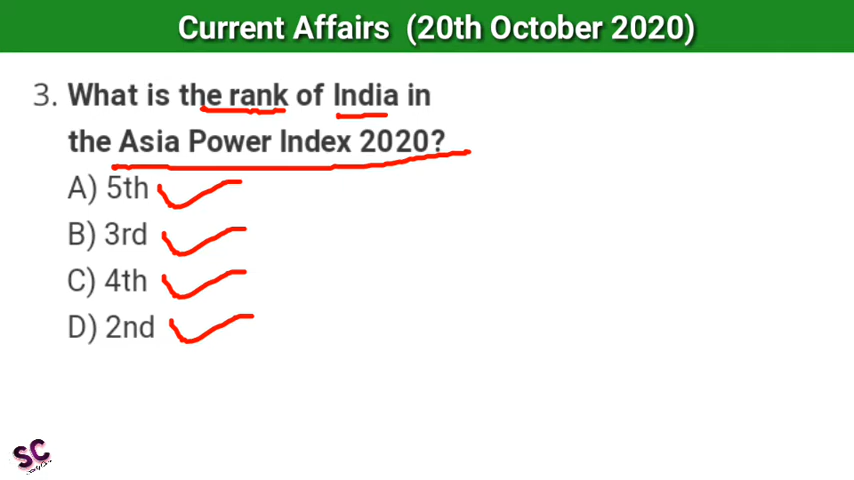 Current Affairs (20th October 2020)
3. What is the rank of India in
the Asia Power Index 2020?
A) 5th
B) 3rd
C) 4th
D) 2nd
SC